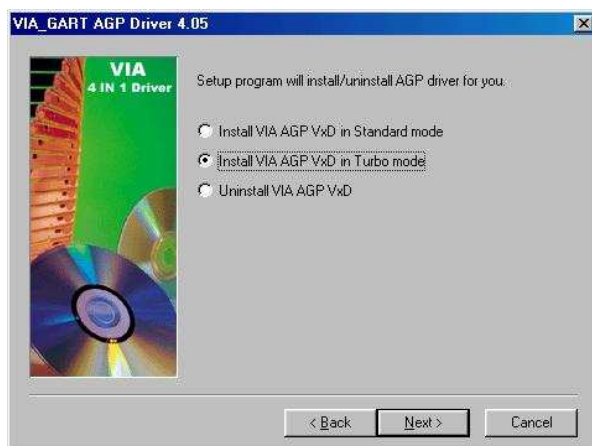 VIA_GART AGP Driver 4.05
VIA
4 IN 1 Driver
Setup program will install/uninstall AGP driver for you.
Install VIA AGP VxD in Standard mode
Install VIA AGP VxD in Turbo mode
Uninstall VIA AGP VxD
< Back
Next >
Cancel